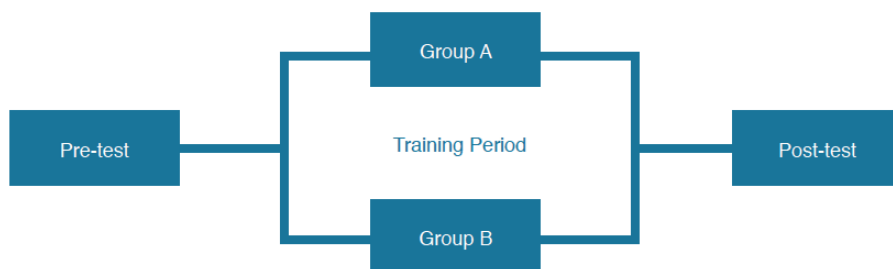 Group A
Pre-test
Training Period
Post-test
Group B